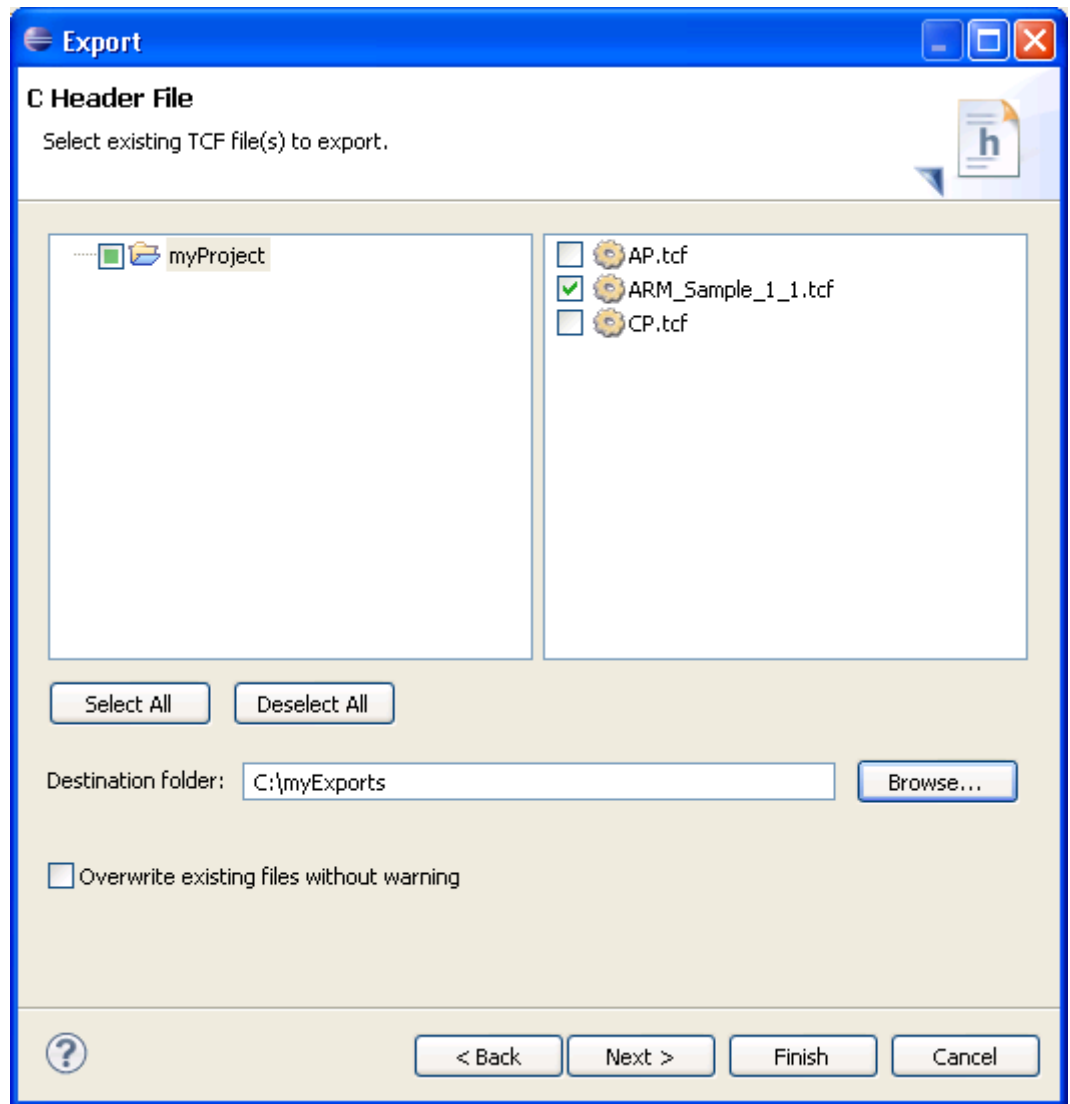 Export
C Header File
Select existing TCF file(s) to export.
h
myProject
AP.tcf
ARM_Sample_1_1.tcf
CP.tcf
Select All Deselect All
Destination folder: C:\myExports Browse...
Overwrite existing files without warning
? < Back Next > Finish Cancel